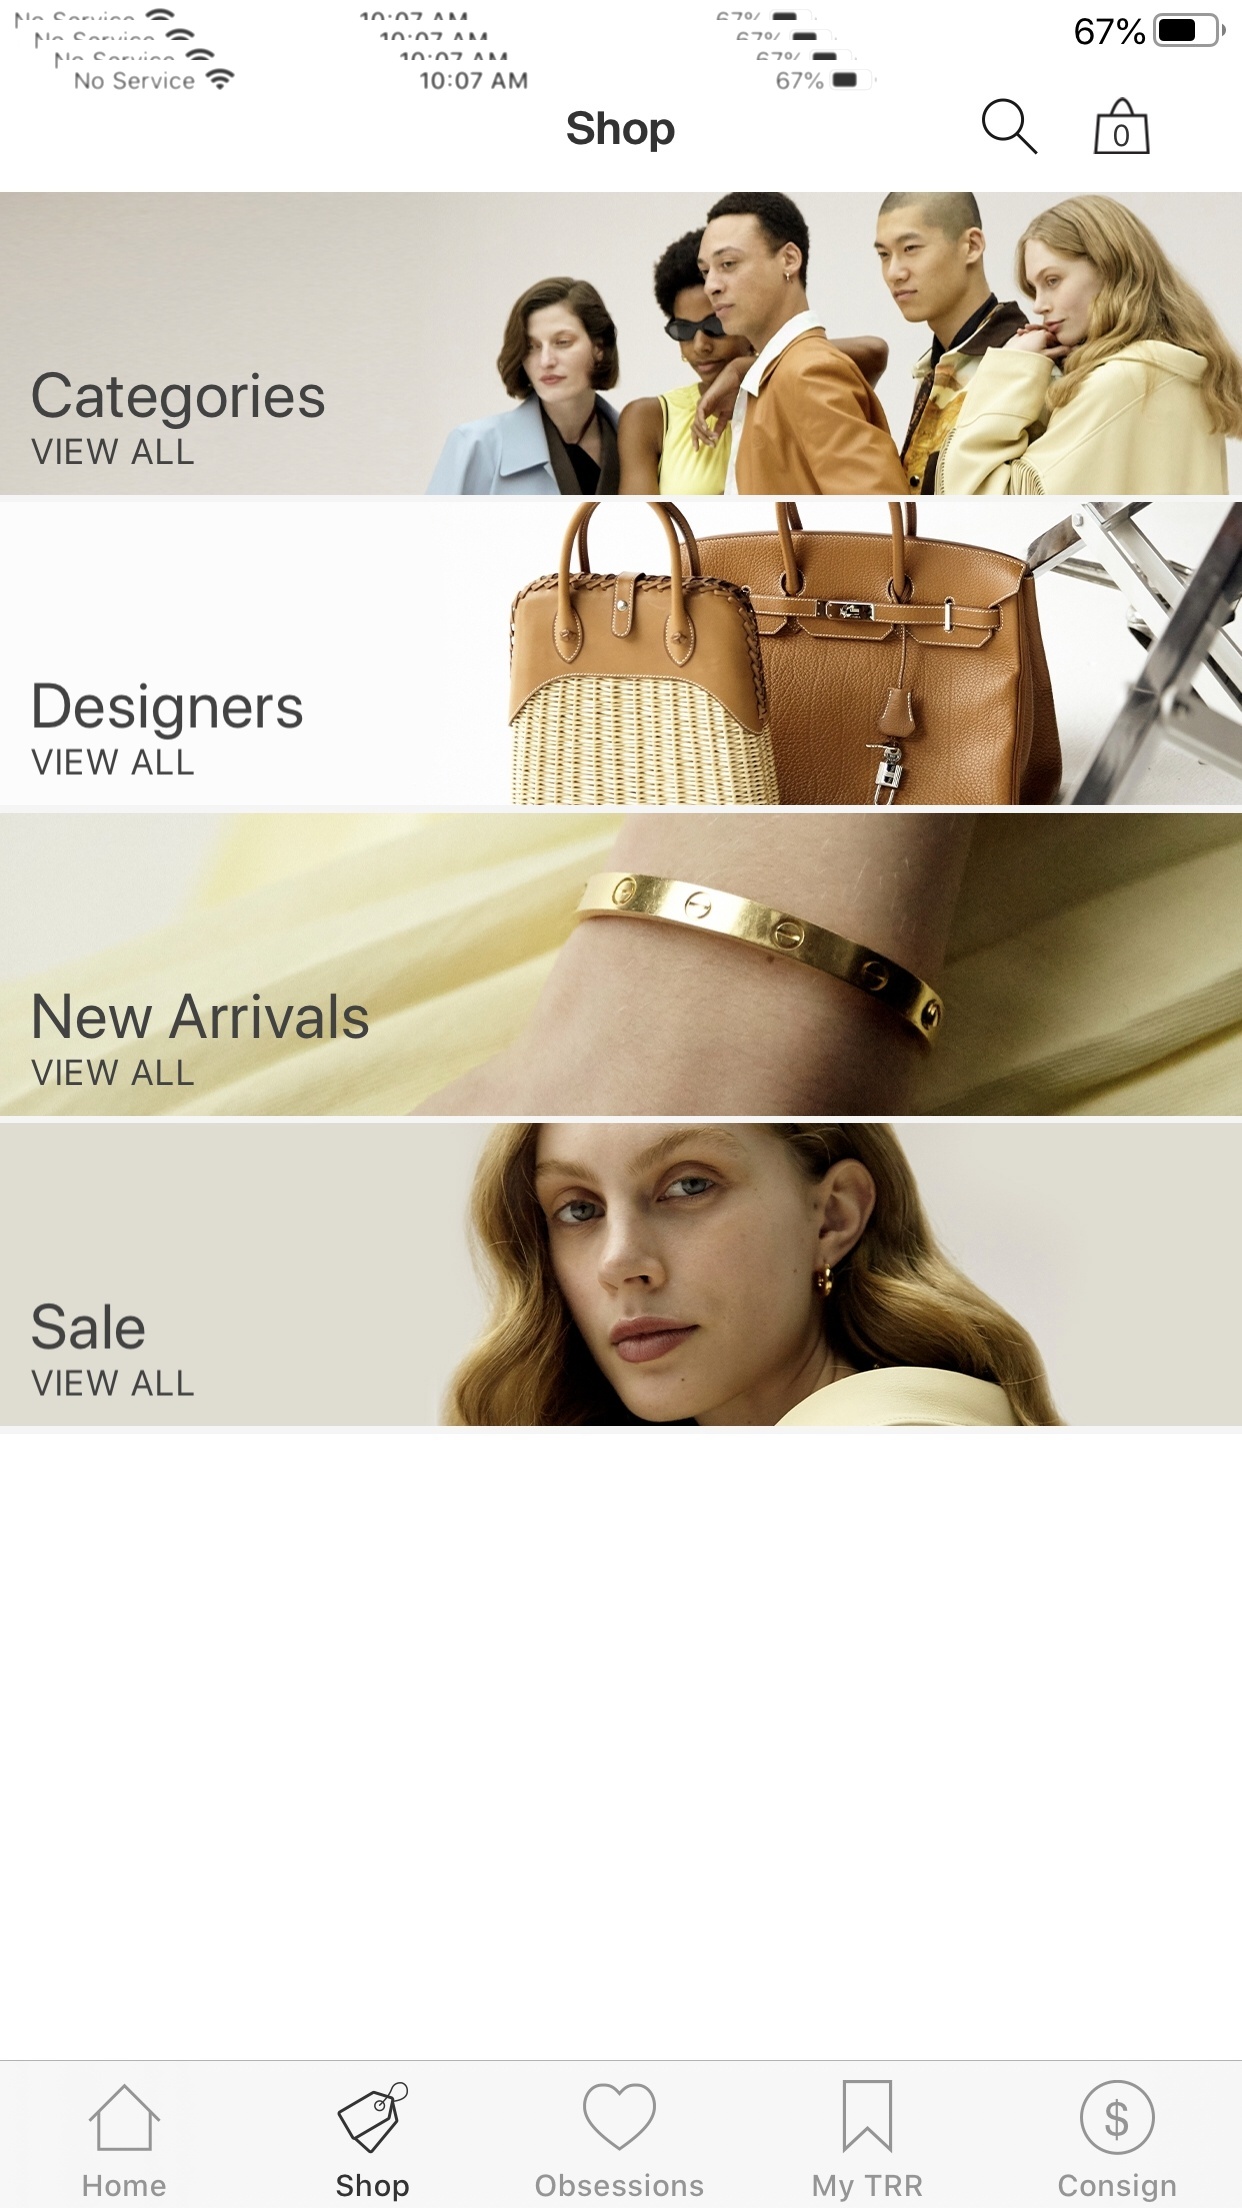 No Service 10:07 AM 67% 67%
No Service 10:07 AM 67%
No Service 10:07 AM 67%
No Service 10:07 AM 67%
Shop 0
Categories
VIEW ALL
Designers
VIEW ALL
New Arrivals
VIEW ALL
Sale
VIEW ALL
$
Home Shop Obsessions My TRR Consign